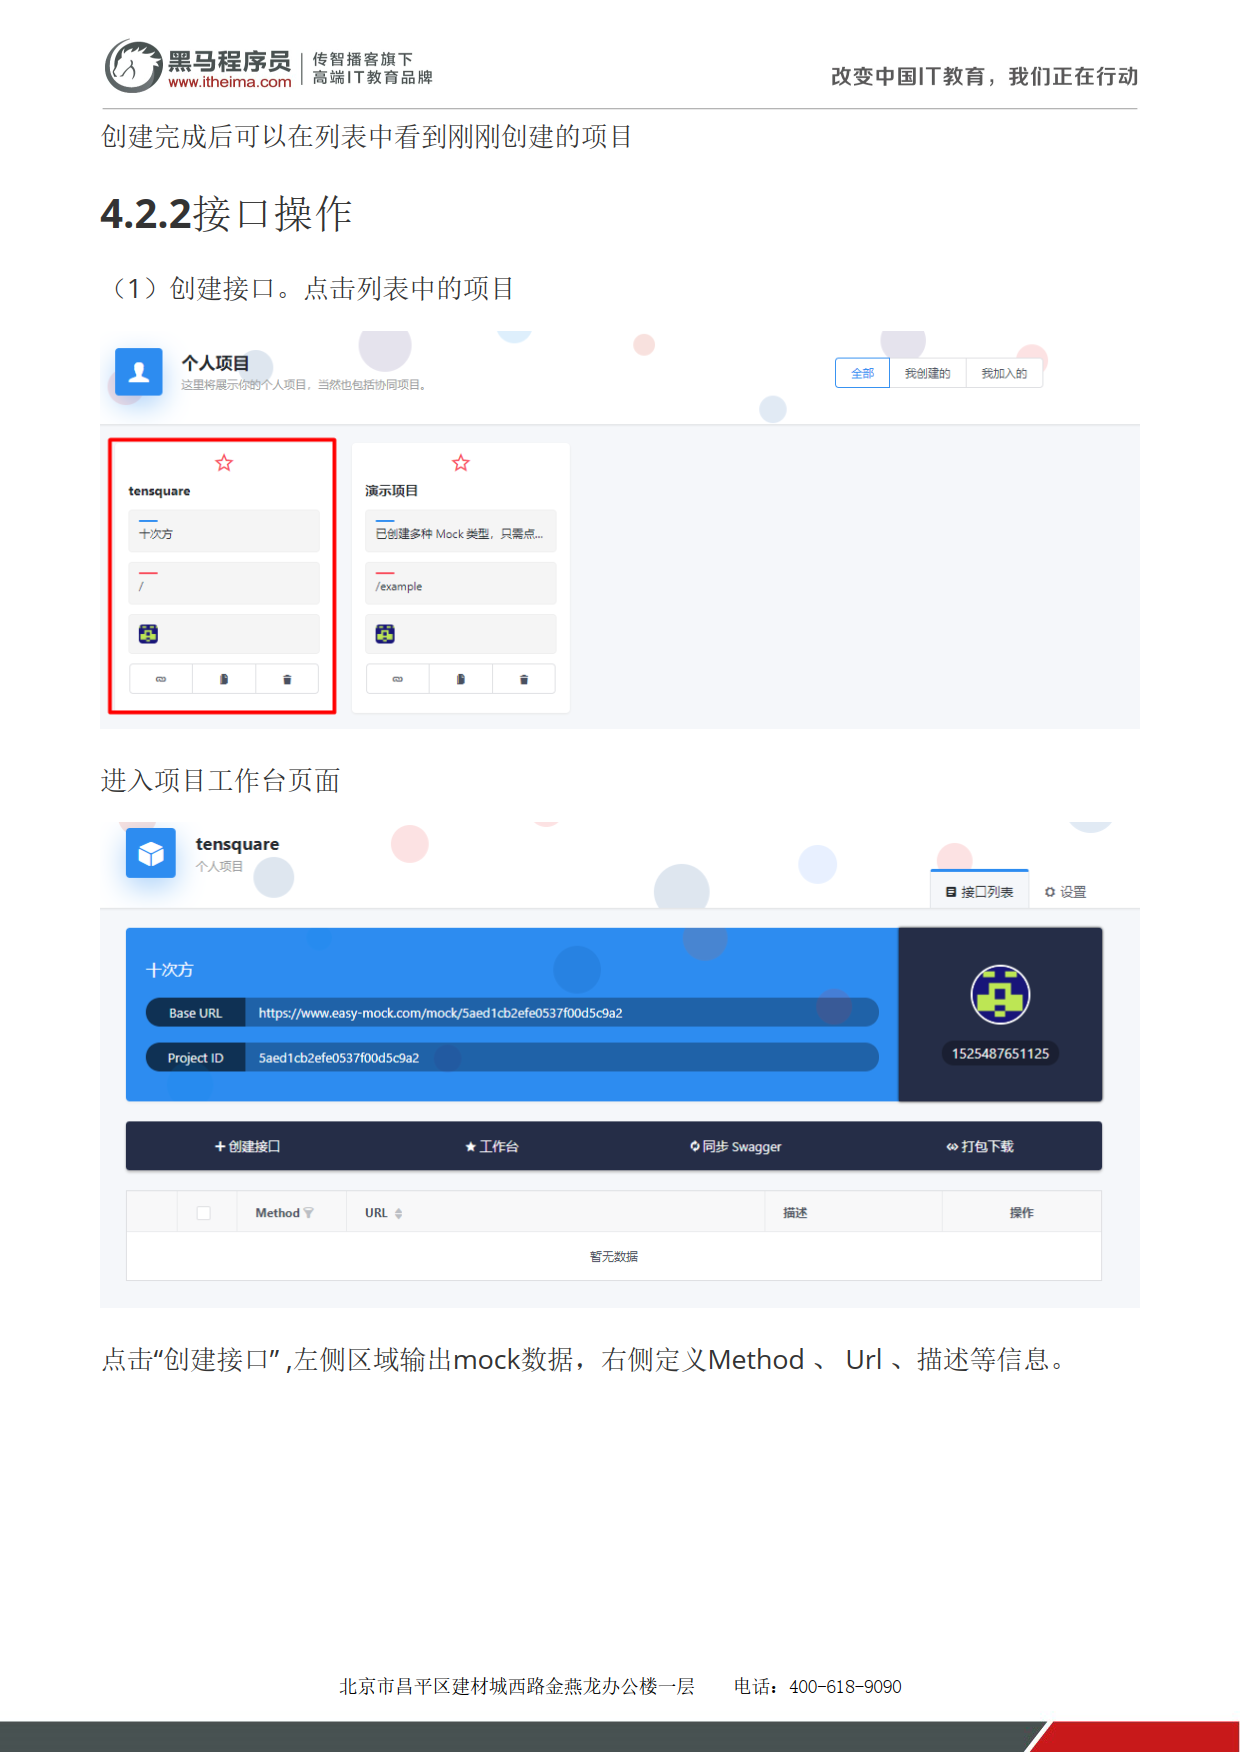 黑马程序员
www.itheima.com
传智播客旗下
高端IT教育品牌
改变中国IT教育，我们正在行动
创建完成后可以在列表中看到刚刚创建的项目
4.2.2接口操作
（1）创建接口。点击列表中的项目
个人项目
这里将展示你的个人项目，当然也包括协同项目。
全部 我创建的 我加入的
tensquare
十次方
/
演示项目
已创建多种 Mock 类型，只需点...
/example
进入项目工作台页面
tensquare
个人项目
接口列表 设置
十次方
Base URL https://www.easy-mock.com/mock/5aed1cb2efe0537f00d5c9a2
Project ID 5aed1cb2efe0537f00d5c9a2
1525487651125
创建接口 工作台 同步 Swagger 打包下载
Method URL 描述 操作
暂无数据
点击“创建接口” ,左侧区域输出mock数据，右侧定义Method 、 Url 、描述等信息。
北京市昌平区建材城西路金燕龙办公楼一层 电话：400-618-9090